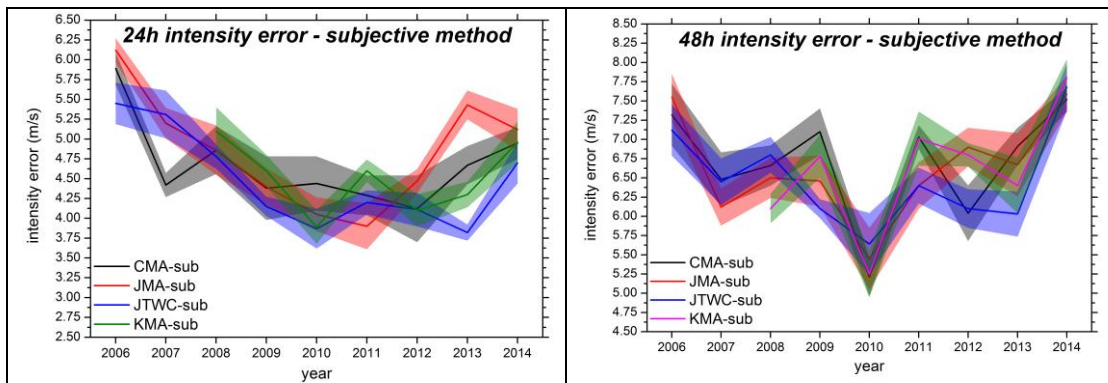 24h intensity error - subjective method
6.50
6.25
6.00
5.75
5.50
5.25
5.00
4.75
4.50
4.25
4.00
3.75
3.50
3.25
3.00
2.75
2.50
intensity error (m/s)
CMA-sub
JMA-sub
JTWC-sub
KMA-sub
2006 2007 2008 2009 2010 2011 2012 2013 2014
year
48h intensity error - subjective method
8.50
8.25
8.00
7.75
7.50
7.25
7.00
6.75
6.50
6.25
6.00
5.75
5.50
5.25
5.00
4.75
4.50
intensity error (m/s)
CMA-sub
JMA-sub
JTWC-sub
KMA-sub
2006 2007 2008 2009 2010 2011 2012 2013 2014
year